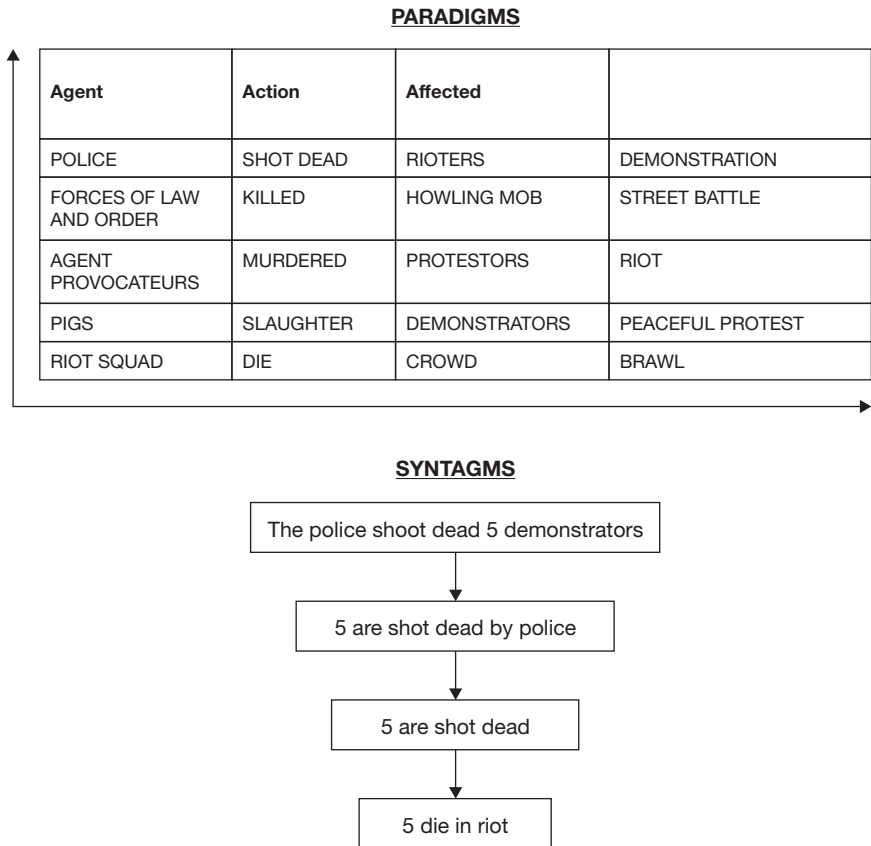 PARADIGMS
Agent Action Affected
POLICE SHOT DEAD RIOTERS DEMONSTRATION
FORCES OF LAW KILLED HOWLING MOB STREET BATTLE
AND ORDER
AGENT MURDERED PROTESTORS RIOT
PROVOCATEURS
PIGS SLAUGHTER DEMONSTRATORS PEACEFUL PROTEST
RIOT SQUAD DIE CROWD BRAWL
SYNTAGMS
The police shoot dead 5 demonstrators
5 are shot dead by police
5 are shot dead
5 die in riot